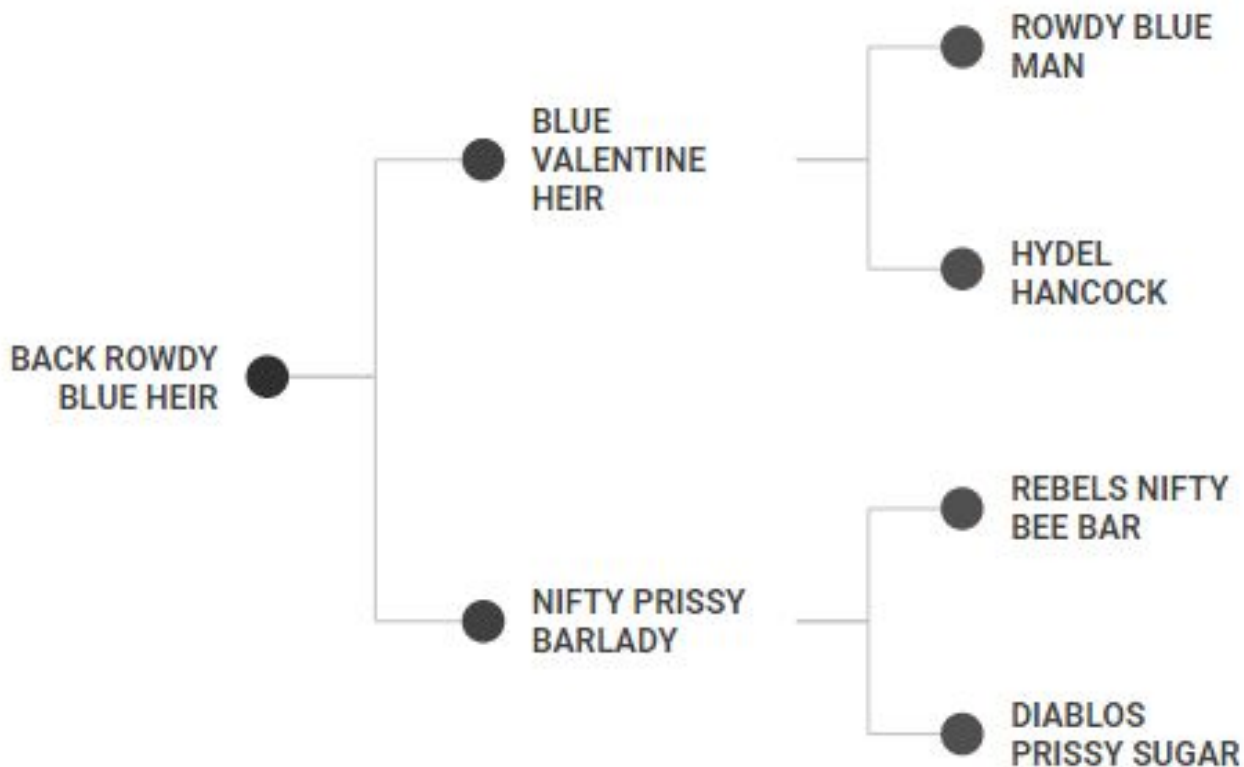 ROWDY BLUE
MAN
BLUE
VALENTINE
HEIR
HYDEL
HANCOCK
BACK ROWDY
BLUE HEIR
REBELS NIFTY
BEE BAR
NIFTY PRISSY
BARLADY
DIABLOS
PRISSY SUGAR